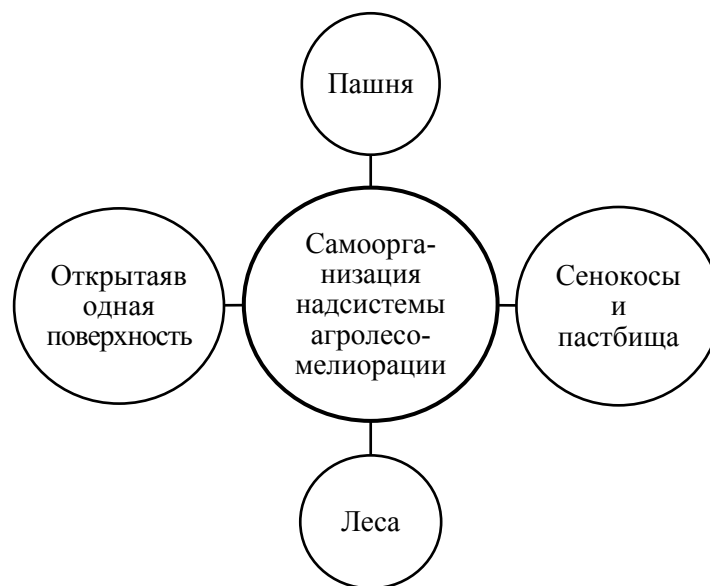 Пашня
Открытаяв
одная
поверхность
Самоорга-
низация
надсистемы
агролесо-
мелиорации
Сенокосы
и
пастбища
Леса